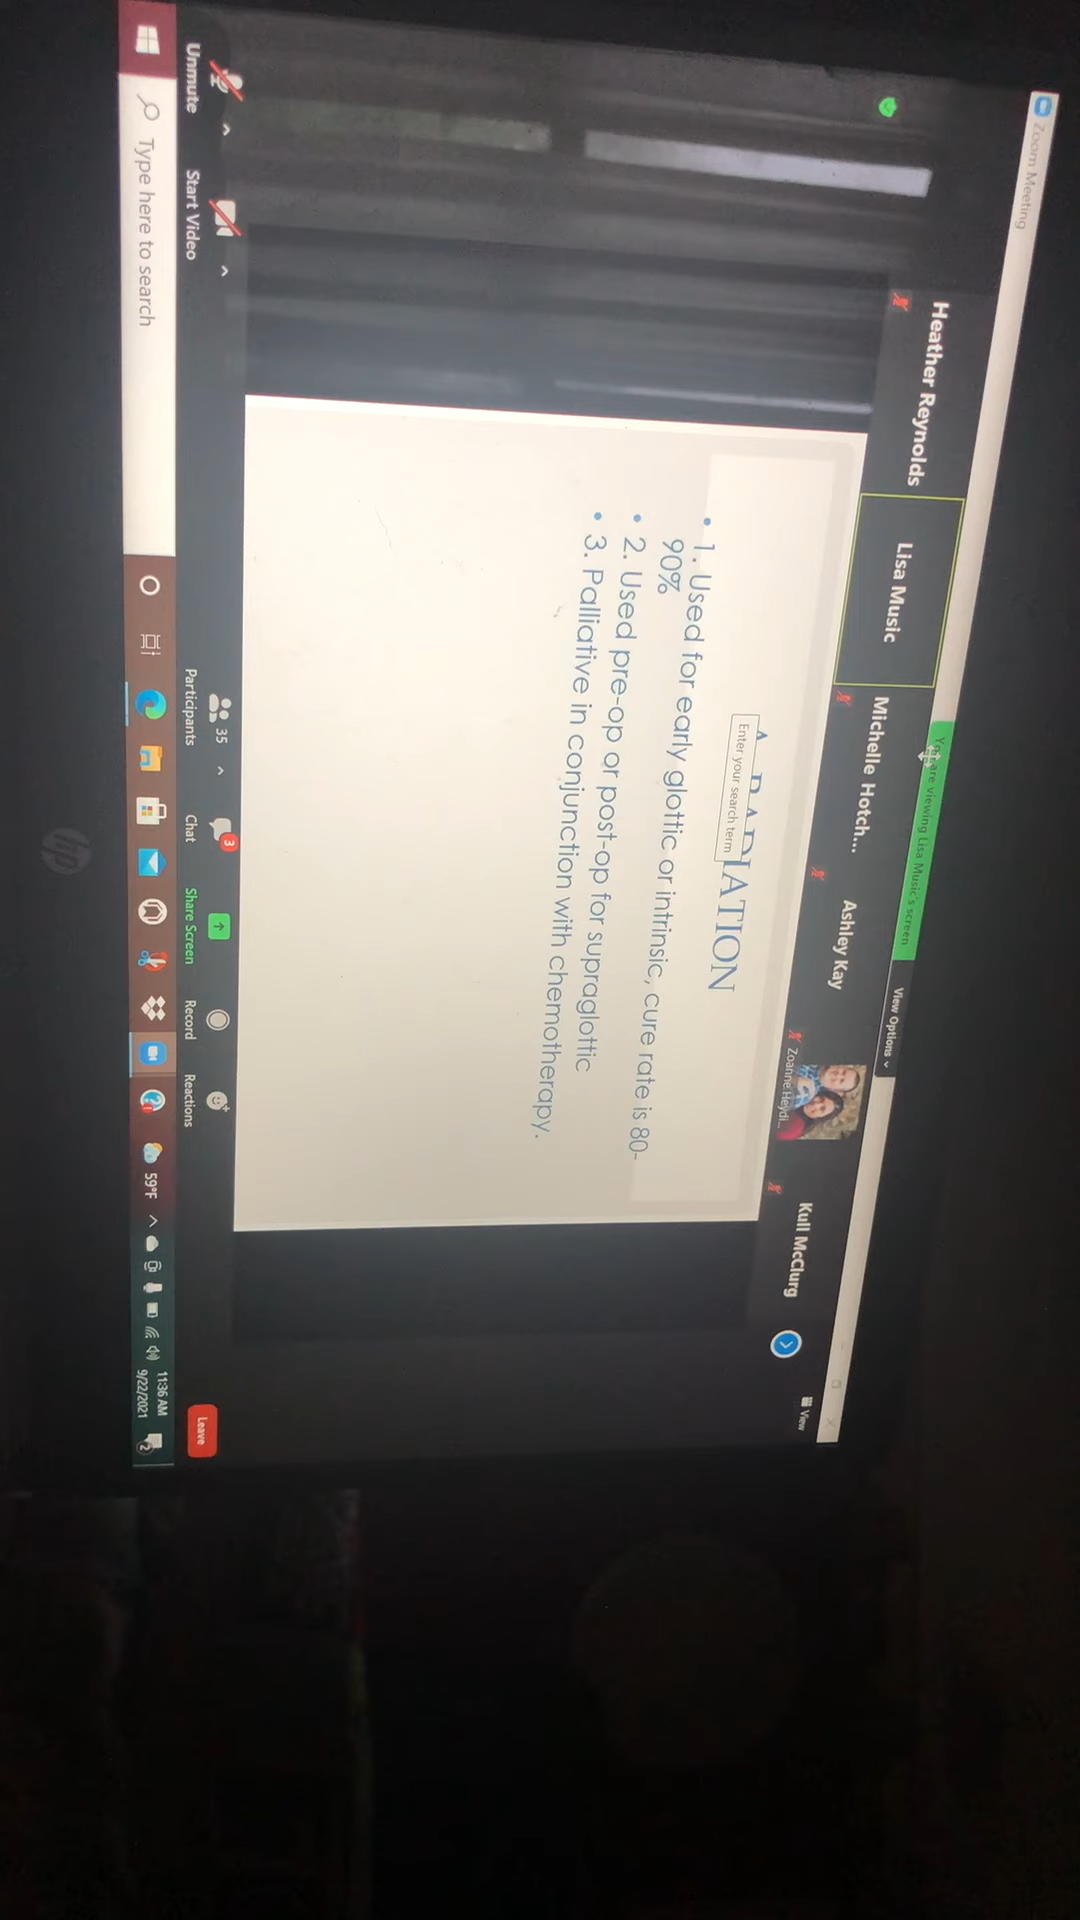 Zoom Meeting
You are viewing Lisa Music's screen
View Options
Heather Reynolds
Lisa Music
Michelle Hotch...
Ashley Kay
Zoanne Heydi...
Kull McClurg
View
A. RADIATION
Enter your search term
• 1. Used for early glottic or intrinsic, cure rate is 80-
90%
• 2. Used pre-op or post-op for supraglottic
• 3. Palliative in conjunction with chemotherapy.
Unmute
Start Video
35
Participants
3
Chat
Share Screen
Record
Reactions
Leave
Type here to search
59°F
11:36 AM
9/22/2021
2
hp